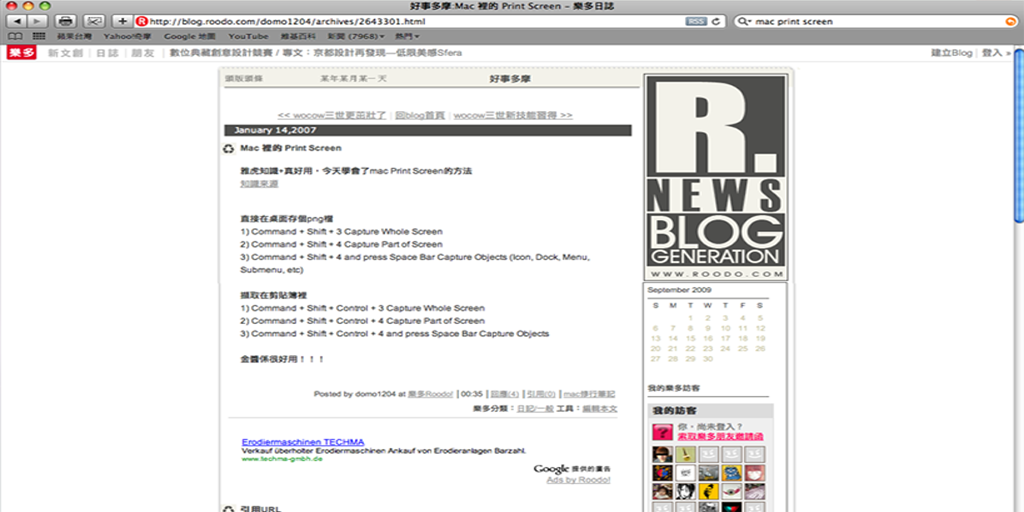 好事多摩:Mac 裡的 Print Screen – 樂多日誌
http://blog.roodo.com/domo1204/archives/2643301.html
RSS
mac print screen
蘋果台灣 Yahoo!奇摩 Google 地圖 YouTube 維基百科 新聞 (7968) 熱門
樂多 新文創 | 日誌 | 朋友 | 數位典藏創意設計競賽 / 專文：京都設計再發現—低限美感Sfera
建立Blog | 登入 »
頭版頭條 某年某月某一天 好事多摩
<< wocow三世更茁壯了 | 回blog首頁 | wocow三世新技能習得 >>
January 14,2007
Mac 裡的 Print Screen
雅虎知識+真好用，今天學會了mac Print Screen的方法
知識來源
直接在桌面存個png檔
1) Command + Shift + 3 Capture Whole Screen
2) Command + Shift + 4 Capture Part of Screen
3) Command + Shift + 4 and press Space Bar Capture Objects (Icon, Dock, Menu,
Submenu, etc)
擷取在剪貼簿裡
1) Command + Shift + Control + 3 Capture Whole Screen
2) Command + Shift + Control + 4 Capture Part of Screen
3) Command + Shift + Control + 4 and press Space Bar Capture Objects
金醬係很好用！！！
Posted by domo1204 at 樂多Roodo! | 00:35 | 回應(4) | 引用(0) | mac修行筆記
樂多分類：日記/一般 工具：編輯本文
Erodiermaschinen TECHMA
Verkauf überholter Erodiermaschinen Ankauf von Erodieranlagen Barzahl.
www.techma-gmbh.de
Google 提供的廣告
Ads by Roodo!
引用URL
R.
NEWS
BLOG
GENERATION
WWW.ROODO.COM
September 2009
S M T W T F S
1 2 3 4 5
6 7 8 9 10 11 12
13 14 15 16 17 18 19
20 21 22 23 24 25 26
27 28 29 30
我的樂多訪客
我的訪客
你，尚未登入？
索取樂多朋友邀請函